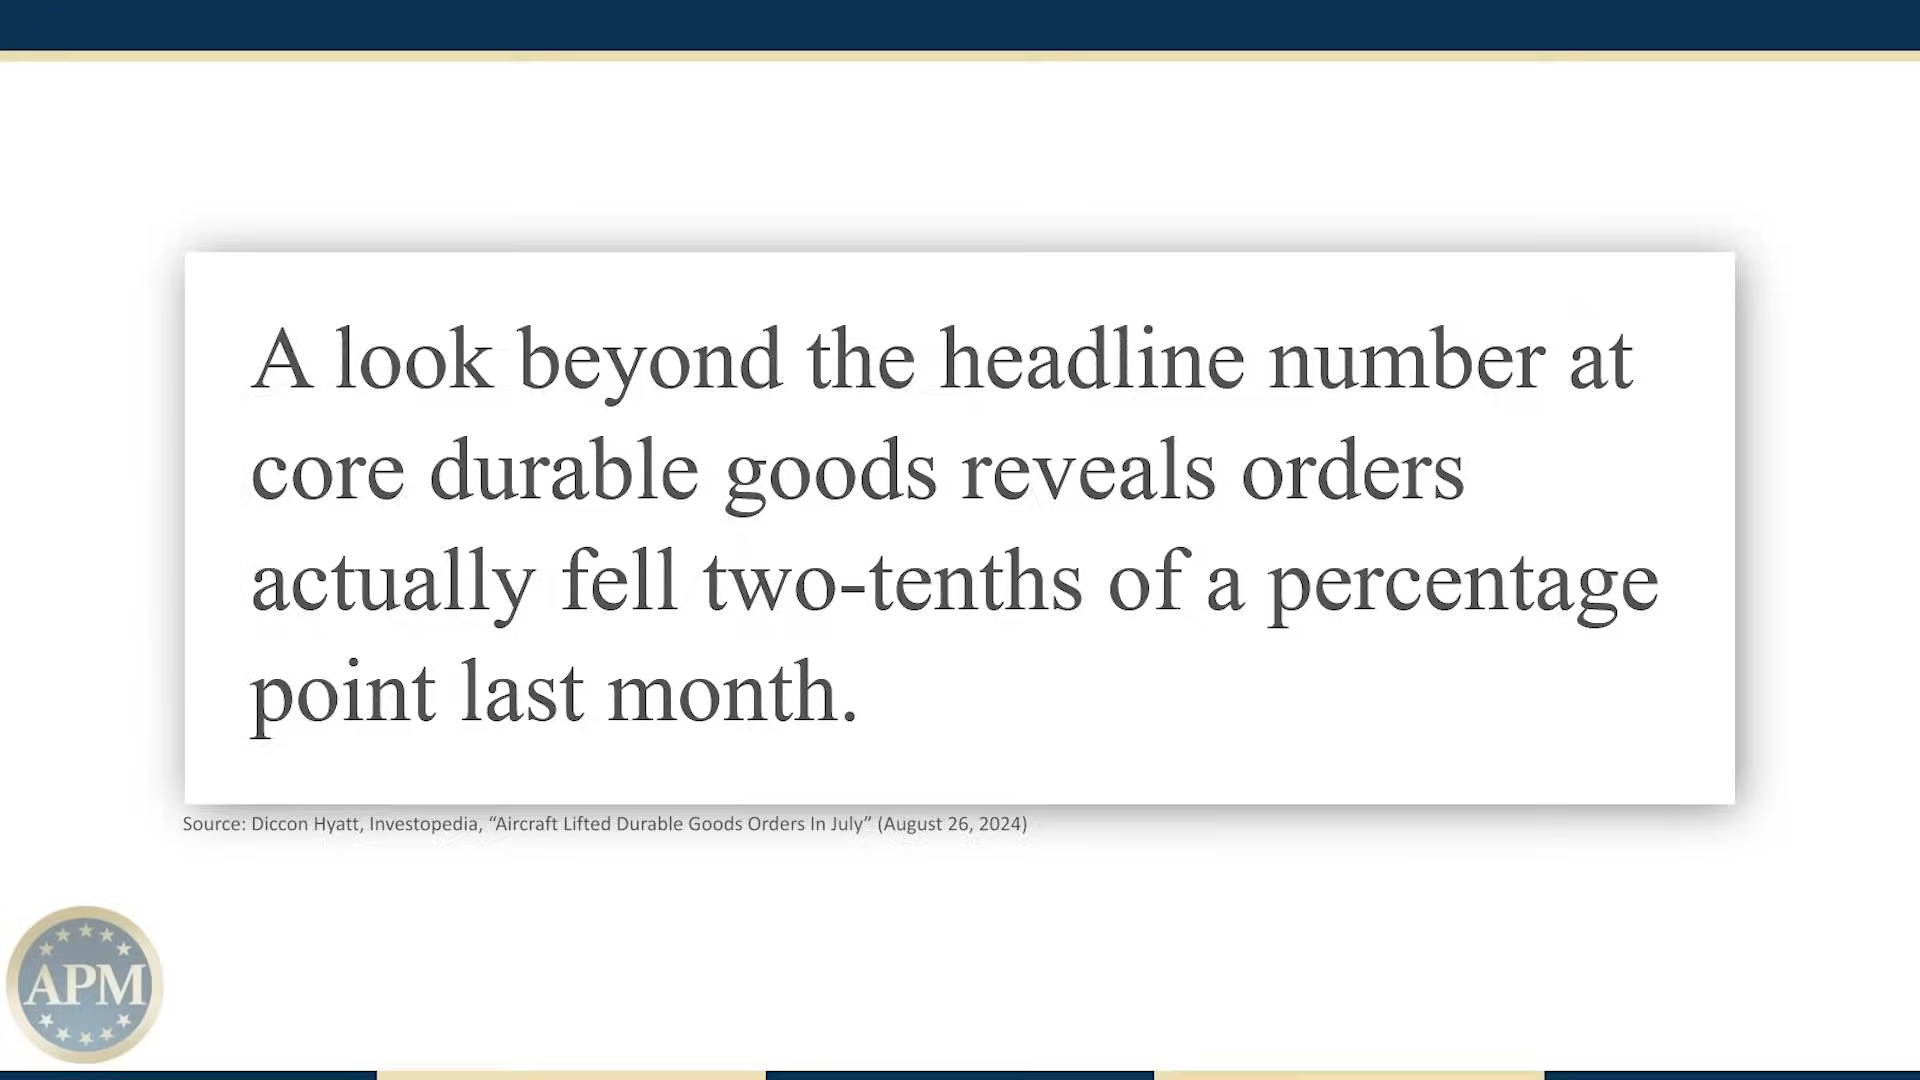 A look beyond the headline number at
core durable goods reveals orders
actually fell two-tenths of a percentage
point last month.
Source: Diccon Hyatt, Investopedia, “Aircraft Lifted Durable Goods Orders In July” (August 26, 2024)
APM